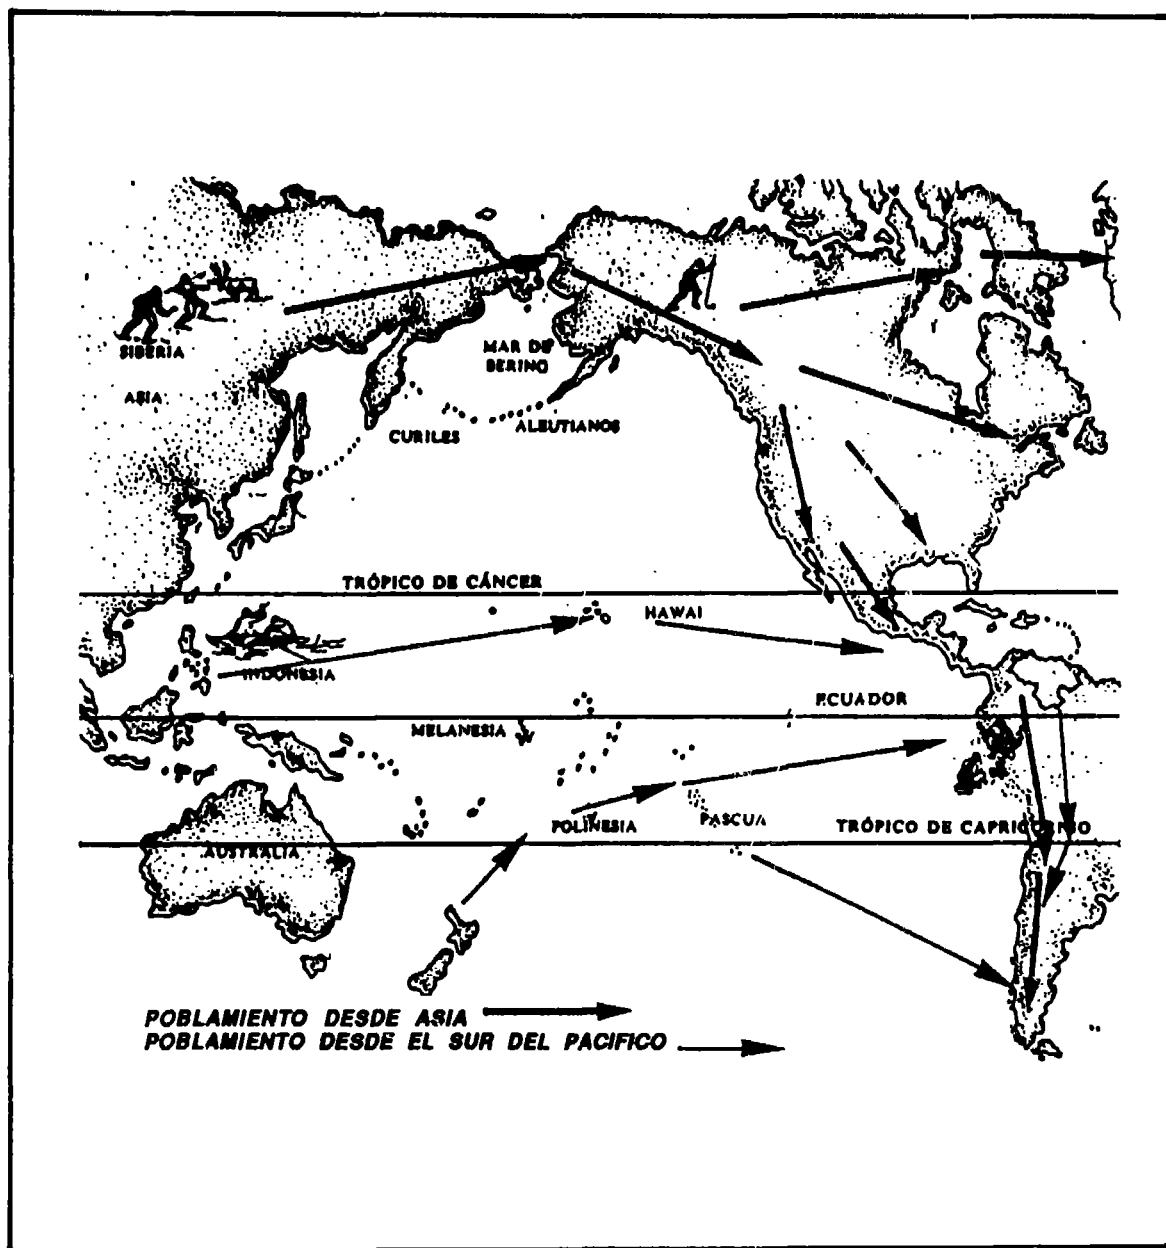 SIBERIA
ASIA
MAR DE
BERING
CURILES
ALEUTIANOS
TRÓPICO DE CÁNCER
HAWAI
INDONESIA
ECUADOR
MELANESIA
POLINESIA
PASCUA
TRÓPICO DE CAPRICORNIO
AUSTRALIA
POBLAMIENTO DESDE ASIA
POBLAMIENTO DESDE EL SUR DEL PACIFICO